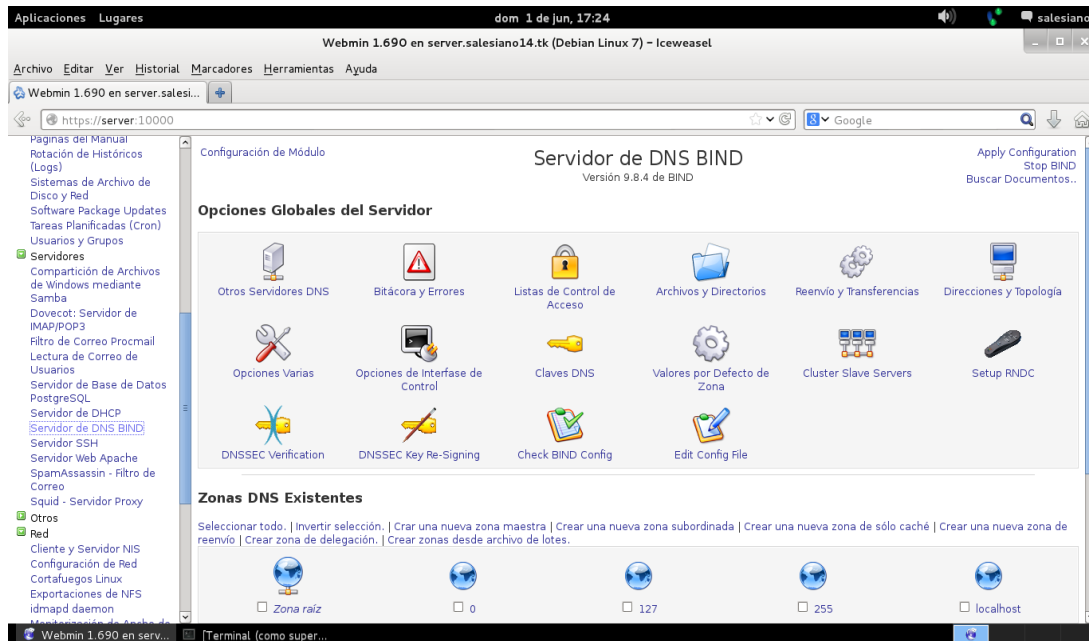 Aplicaciones Lugares
dom 1 de jun, 17:24
salesiano
Webmin 1.690 en server.salesiano14.tk (Debian Linux 7) – Iceweasel
Archivo Editar Ver Historial Marcadores Herramientas Ayuda
Webmin 1.690 en server.salesi...
https://server:10000
Google
Páginas del Manual
Rotación de Históricos
(Logs)
Sistemas de Archivo de
Disco y Red
Software Package Updates
Tareas Planificadas (Cron)
Usuarios y Grupos
Servidores
Compartición de Archivos
de Windows mediante
Samba
Dovecot: Servidor de
IMAP/POP3
Filtro de Correo Procmail
Lectura de Correo de
Usuarios
Servidor de Base de Datos
PostgreSQL
Servidor de DHCP
Servidor de DNS BIND
Servidor SSH
Servidor Web Apache
SpamAssassin - Filtro de
Correo
Squid - Servidor Proxy
Otros
Red
Cliente y Servidor NIS
Configuración de Red
Cortafuegos Linux
Exportaciones de NFS
idmapd daemon
Monitorización de Ancho de
Configuración de Módulo
Servidor de DNS BIND
Versión 9.8.4 de BIND
Apply Configuration
Stop BIND
Buscar Documentos..
Opciones Globales del Servidor
Otros Servidores DNS
Bitácora y Errores
Listas de Control de
Acceso
Archivos y Directorios
Reenvío y Transferencias
Direcciones y Topología
Opciones Varias
Opciones de Interfase de
Control
Claves DNS
Valores por Defecto de
Zona
Cluster Slave Servers
Setup RNDC
DNSSEC Verification
DNSSEC Key Re-Signing
Check BIND Config
Edit Config File
Zonas DNS Existentes
Seleccionar todo. | Invertir selección. | Crar una nueva zona maestra | Crear una nueva zona subordinada | Crear una nueva zona de sólo caché | Crear una nueva zona de
reenvío | Crear zona de delegación. | Crear zonas desde archivo de lotes.
Zona raíz
0
127
255
localhost
Webmin 1.690 en serv...
[Terminal (como super...